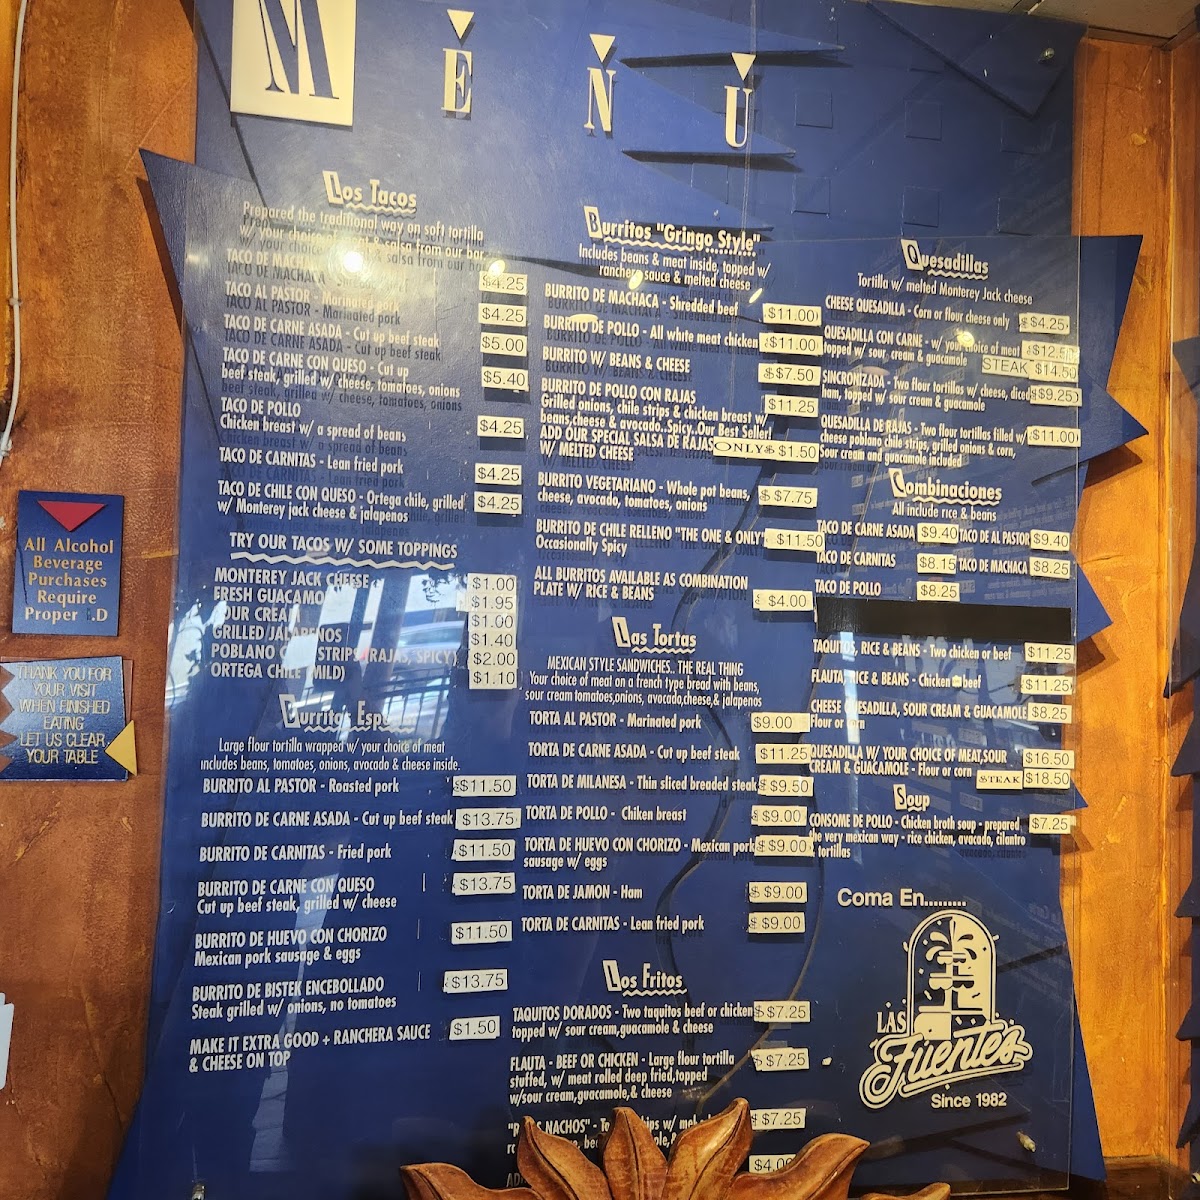 MENU
Los Tacos
Prepared the traditional way on soft tortilla
w/ your choice of & salsa from our bar
TACO DE MACHACA - Shredded beef $4.25
TACO AL PASTOR - Marinated pork $4.25
TACO DE CARNE ASADA - Cut up beef steak $5.00
TACO DE CARNE CON QUESO - Cut up
beef steak, grilled w/ cheese, tomatoes, onions $5.40
TACO DE POLLO
Chicken breast w/ a spread of beans $4.25
TACO DE CARNITAS - Lean fried pork $4.25
TACO DE CHILE CON QUESO - Ortega chile, grilled
w/ Monterey jack cheese & jalapenos $4.25
TRY OUR TACOS W/ SOME TOPPINGS
MONTEREY JACK CHEESE $1.00
FRESH GUACAMO $1.95
SOUR CREAM $1.00
GRILLED JALAPENOS $1.40
POBLANO STRIPS (RAJAS, SPICY) $2.00
ORTEGA CHILE (MILD) $1.10
Burritos
Large flour tortilla wrapped w/ your choice of meat
includes beans, tomatoes, onions, avocado & cheese inside.
BURRITO AL PASTOR - Roasted pork $11.50
BURRITO DE CARNE ASADA - Cut up beef steak $13.75
BURRITO DE CARNITAS - Fried pork $11.50
BURRITO DE CARNE CON QUESO
Cut up beef steak, grilled w/ cheese $13.75
BURRITO DE HUEVO CON CHORIZO
Mexican pork sausage & eggs $11.50
BURRITO DE BISTEK ENCEBOLLADO
Steak grilled w/ onions, no tomatoes $13.75
MAKE IT EXTRA GOOD + RANCHERA SAUCE
& CHEESE ON TOP $1.50
Burritos "Gringo Style"
Includes beans & meat inside, topped w/
ranchera sauce & melted cheese
BURRITO DE MACHACA - Shredded beef $11.00
BURRITO DE POLLO - All white meat chicken $11.00
BURRITO W/ BEANS & CHEESE $7.50
BURRITO DE POLLO CON RAJAS
Grilled onions, chile strips & chicken breast w/ $11.25
beans,cheese & avocado..Spicy..Our Best Seller!
ADD OUR SPECIAL SALSA DE RAJAS ONLY $1.50
W/ MELTED CHEESE
BURRITO VEGETARIANO - Whole pot beans,
cheese, avocado, tomatoes, onions $7.75
BURRITO DE CHILE RELLENO "THE ONE & ONLY" $11.50
Occasionally Spicy
ALL BURRITOS AVAILABLE AS COMBINATION
PLATE W/ RICE & BEANS $4.00
Las Tortas
MEXICAN STYLE SANDWICHES.. THE REAL THING
Your choice of meat on a french type bread with beans,
sour cream tomatoes,onions, avocado,cheese,& jalapenos
TORTA AL PASTOR - Marinated pork $9.00
TORTA DE CARNE ASADA - Cut up beef steak $11.25
TORTA DE MILANESA - Thin sliced breaded steak $9.50
TORTA DE POLLO - Chiken breast $9.00
TORTA DE HUEVO CON CHORIZO - Mexican pork $9.00
sausage w/ eggs
TORTA DE JAMON - Ham $9.00
TORTA DE CARNITAS - Lean fried pork $9.00
Los Fritos
TAQUITOS DORADOS - Two taquitos beef or chicken $7.25
topped w/ sour cream,guacamole & cheese
FLAUTA - BEEF OR CHICKEN - Large flour tortilla $7.25
stuffed, w/ meat rolled deep fried,topped
w/sour cream,guacamole,& cheese
NACHOS" - w/ $7.25
$4.00
Quesadillas
Tortilla w/ melted Monterey Jack cheese
CHEESE QUESADILLA - Corn or flour cheese only $4.25
QUESADILLA CON CARNE - w/ your choice of meat $12.50
topped w/ sour cream & guacamole STEAK $14.50
SINCRONIZADA - Two flour tortillas w/ cheese, diced $9.25
ham, topped w/ sour cream & guacamole
QUESADILLA DE RAJAS - Two flour tortillas filled w/ $11.00
cheese poblano chile strips, grilled onions & corn,
Sour cream and guacamole included
Combinaciones
All include rice & beans
TACO DE CARNE ASADA $9.40 TACO DE AL PASTOR $9.40
TACO DE CARNITAS $8.15 TACO DE MACHACA $8.25
TACO DE POLLO $8.25
TAQUITOS, RICE & BEANS - Two chicken or beef $11.25
FLAUTA, RICE & BEANS - Chicken beef $11.25
CHEESE QUESADILLA, SOUR CREAM & GUACAMOLE $8.25
Flour or corn
QUESADILLA W/ YOUR CHOICE OF MEAT,SOUR $16.50
CREAM & GUACAMOLE - Flour or corn STEAK $18.50
Soup
CONSOME DE POLLO - Chicken broth soup - prepared $7.25
the very mexican way - rice chicken, avocado, cilantro
& tortillas
Coma En.........
LAS
Fuentes
Since 1982
All Alcohol
Beverage
Purchases
Require
Proper I.D
THANK YOU FOR
YOUR VISIT
WHEN FINISHED
EATING
LET US CLEAR
YOUR TABLE